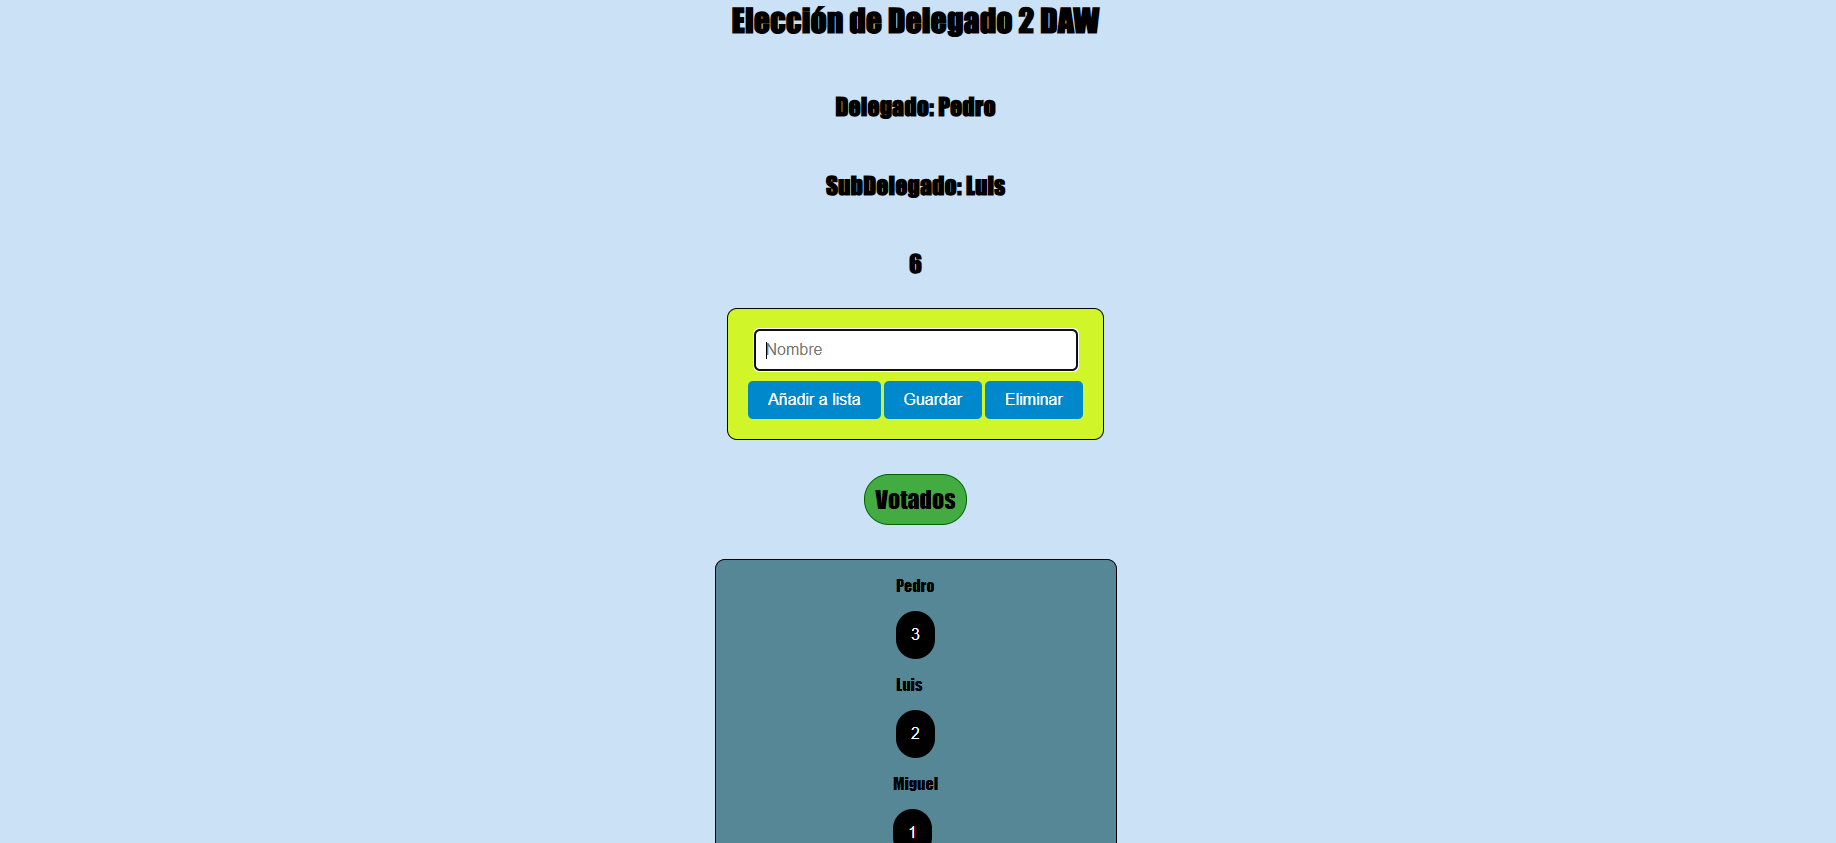 Elección de Delegado 2 DAW
Delegado: Pedro
SubDelegado: Luis
6
Nombre
Añadir a lista Guardar Eliminar
Votados
Pedro
3
Luis
2
Miguel
1